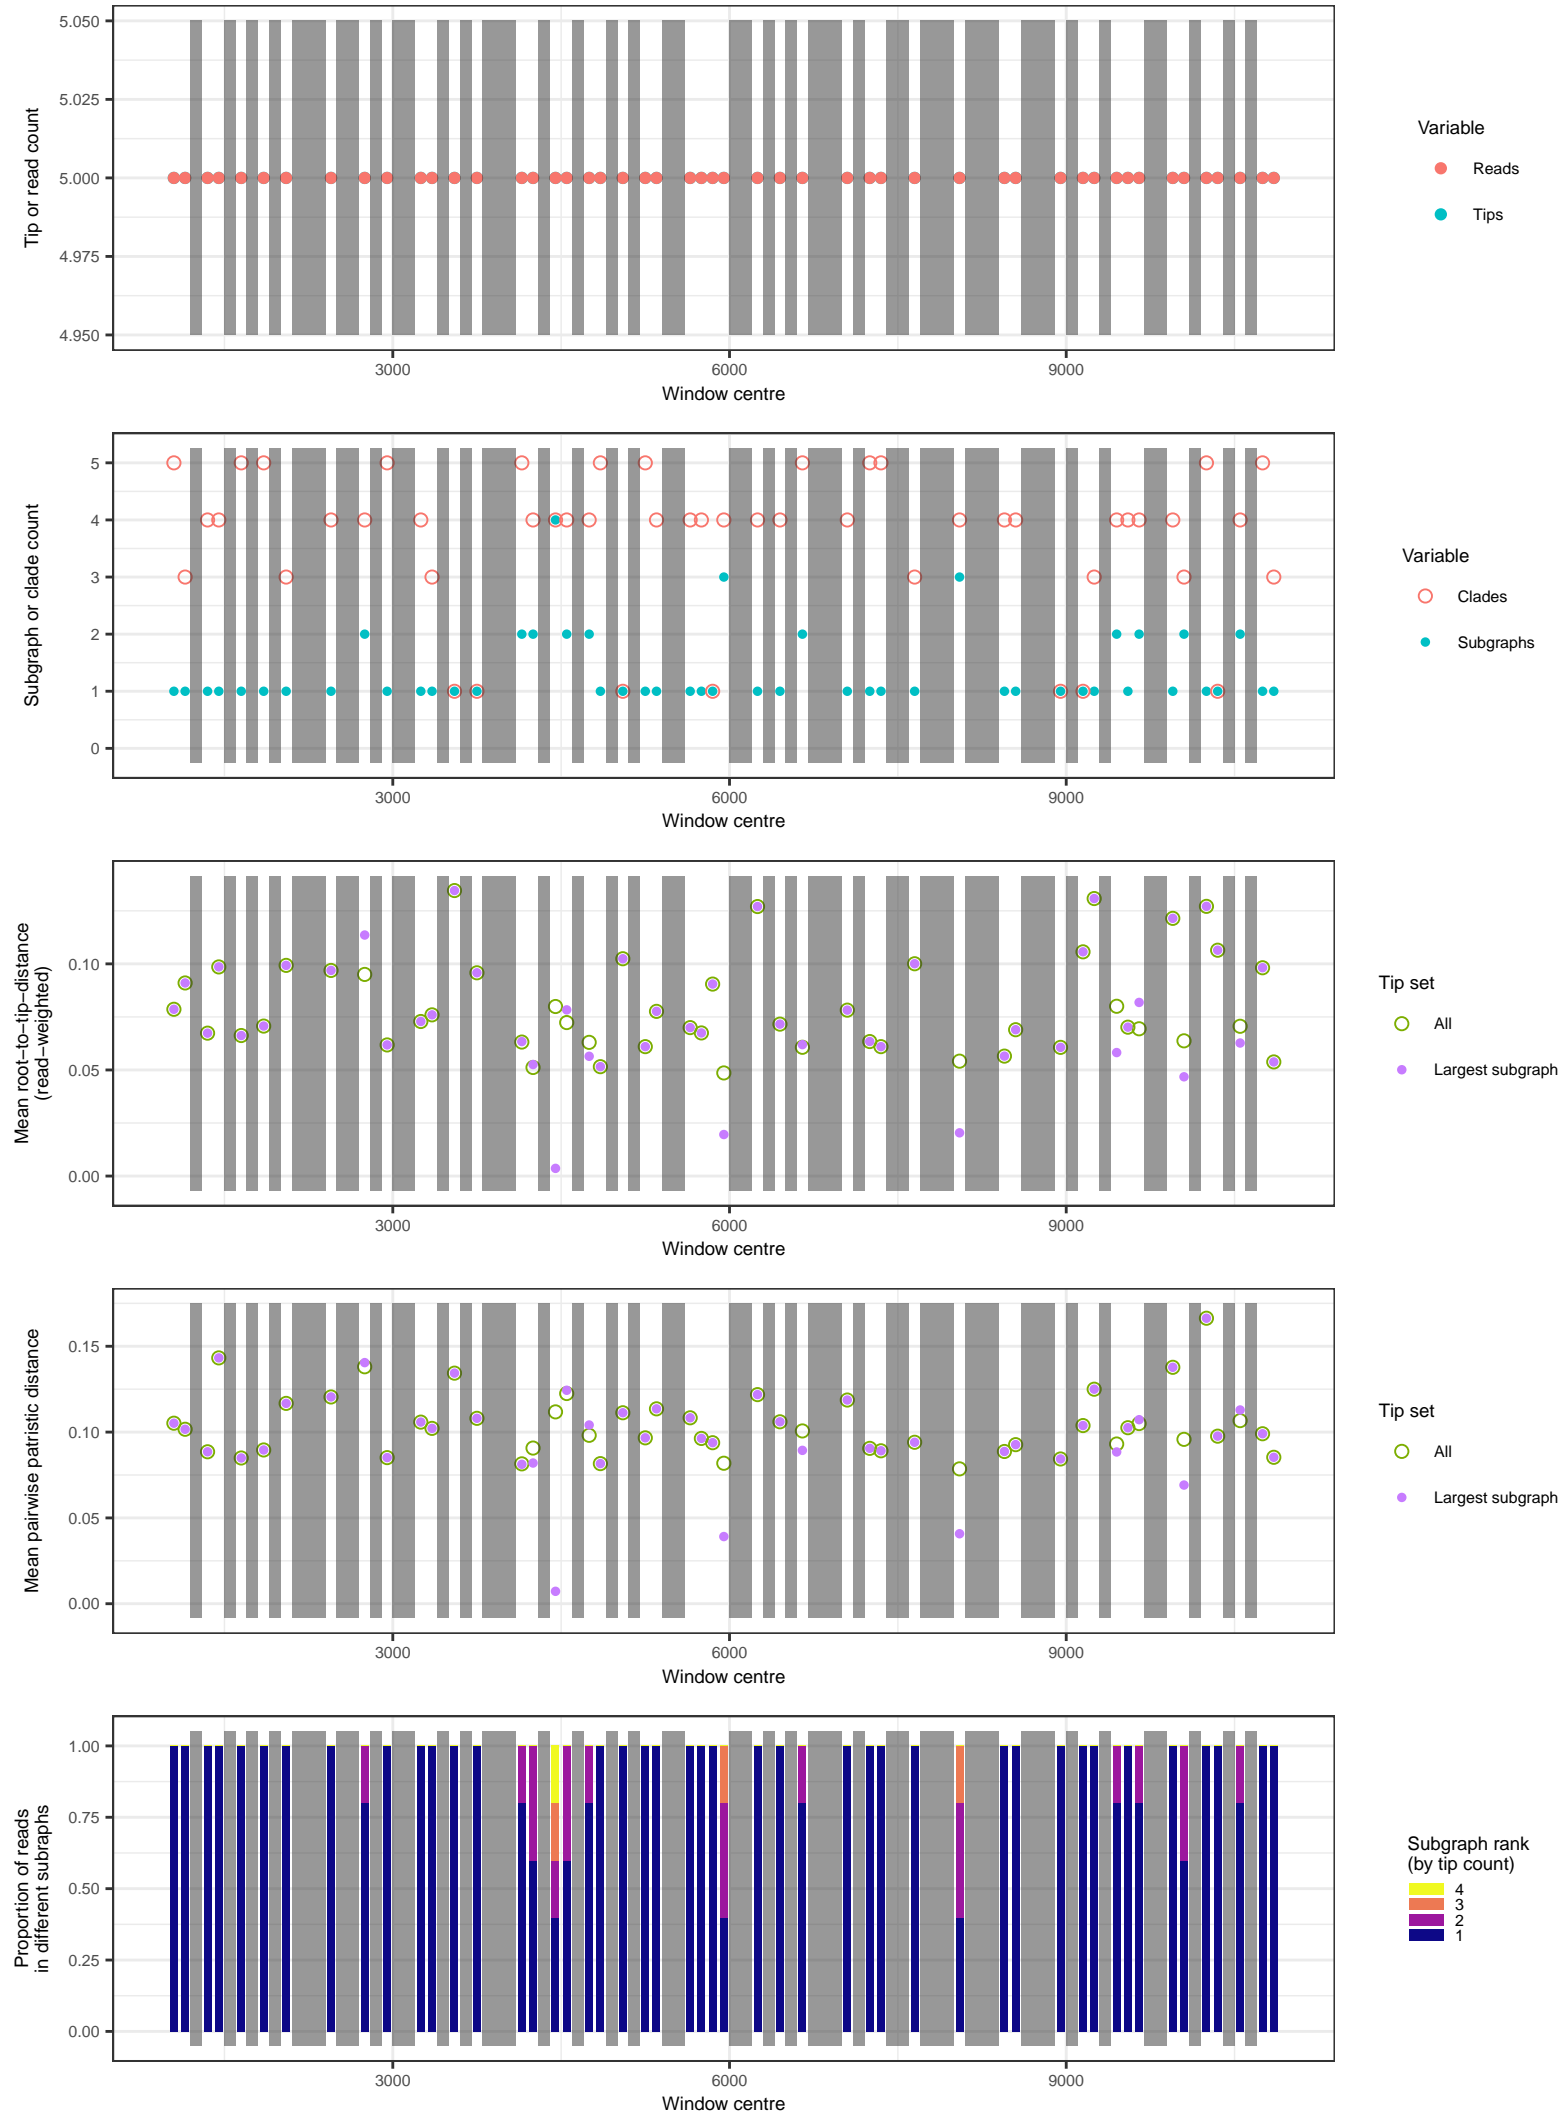 5.050
5.025
5.000
4.975
4.950
Tip or read count
3000
6000
9000
Window centre
Variable
Reads
Tips
5
4
3
2
1
0
Subgraph or clade count
3000
6000
9000
Window centre
Variable
Clades
Subgraphs
0.10
0.05
0.00
Mean root−to−tip−distance
(read−weighted)
3000
6000
9000
Window centre
Tip set
All
Largest subgraph
0.15
0.10
0.05
0.00
Mean pairwise patristic distance
3000
6000
9000
Window centre
Tip set
All
Largest subgraph
1.00
0.75
0.50
0.25
0.00
Proportion of reads
in different subraphs
3000
6000
9000
Window centre
Subgraph rank
(by tip count)
4
3
2
1